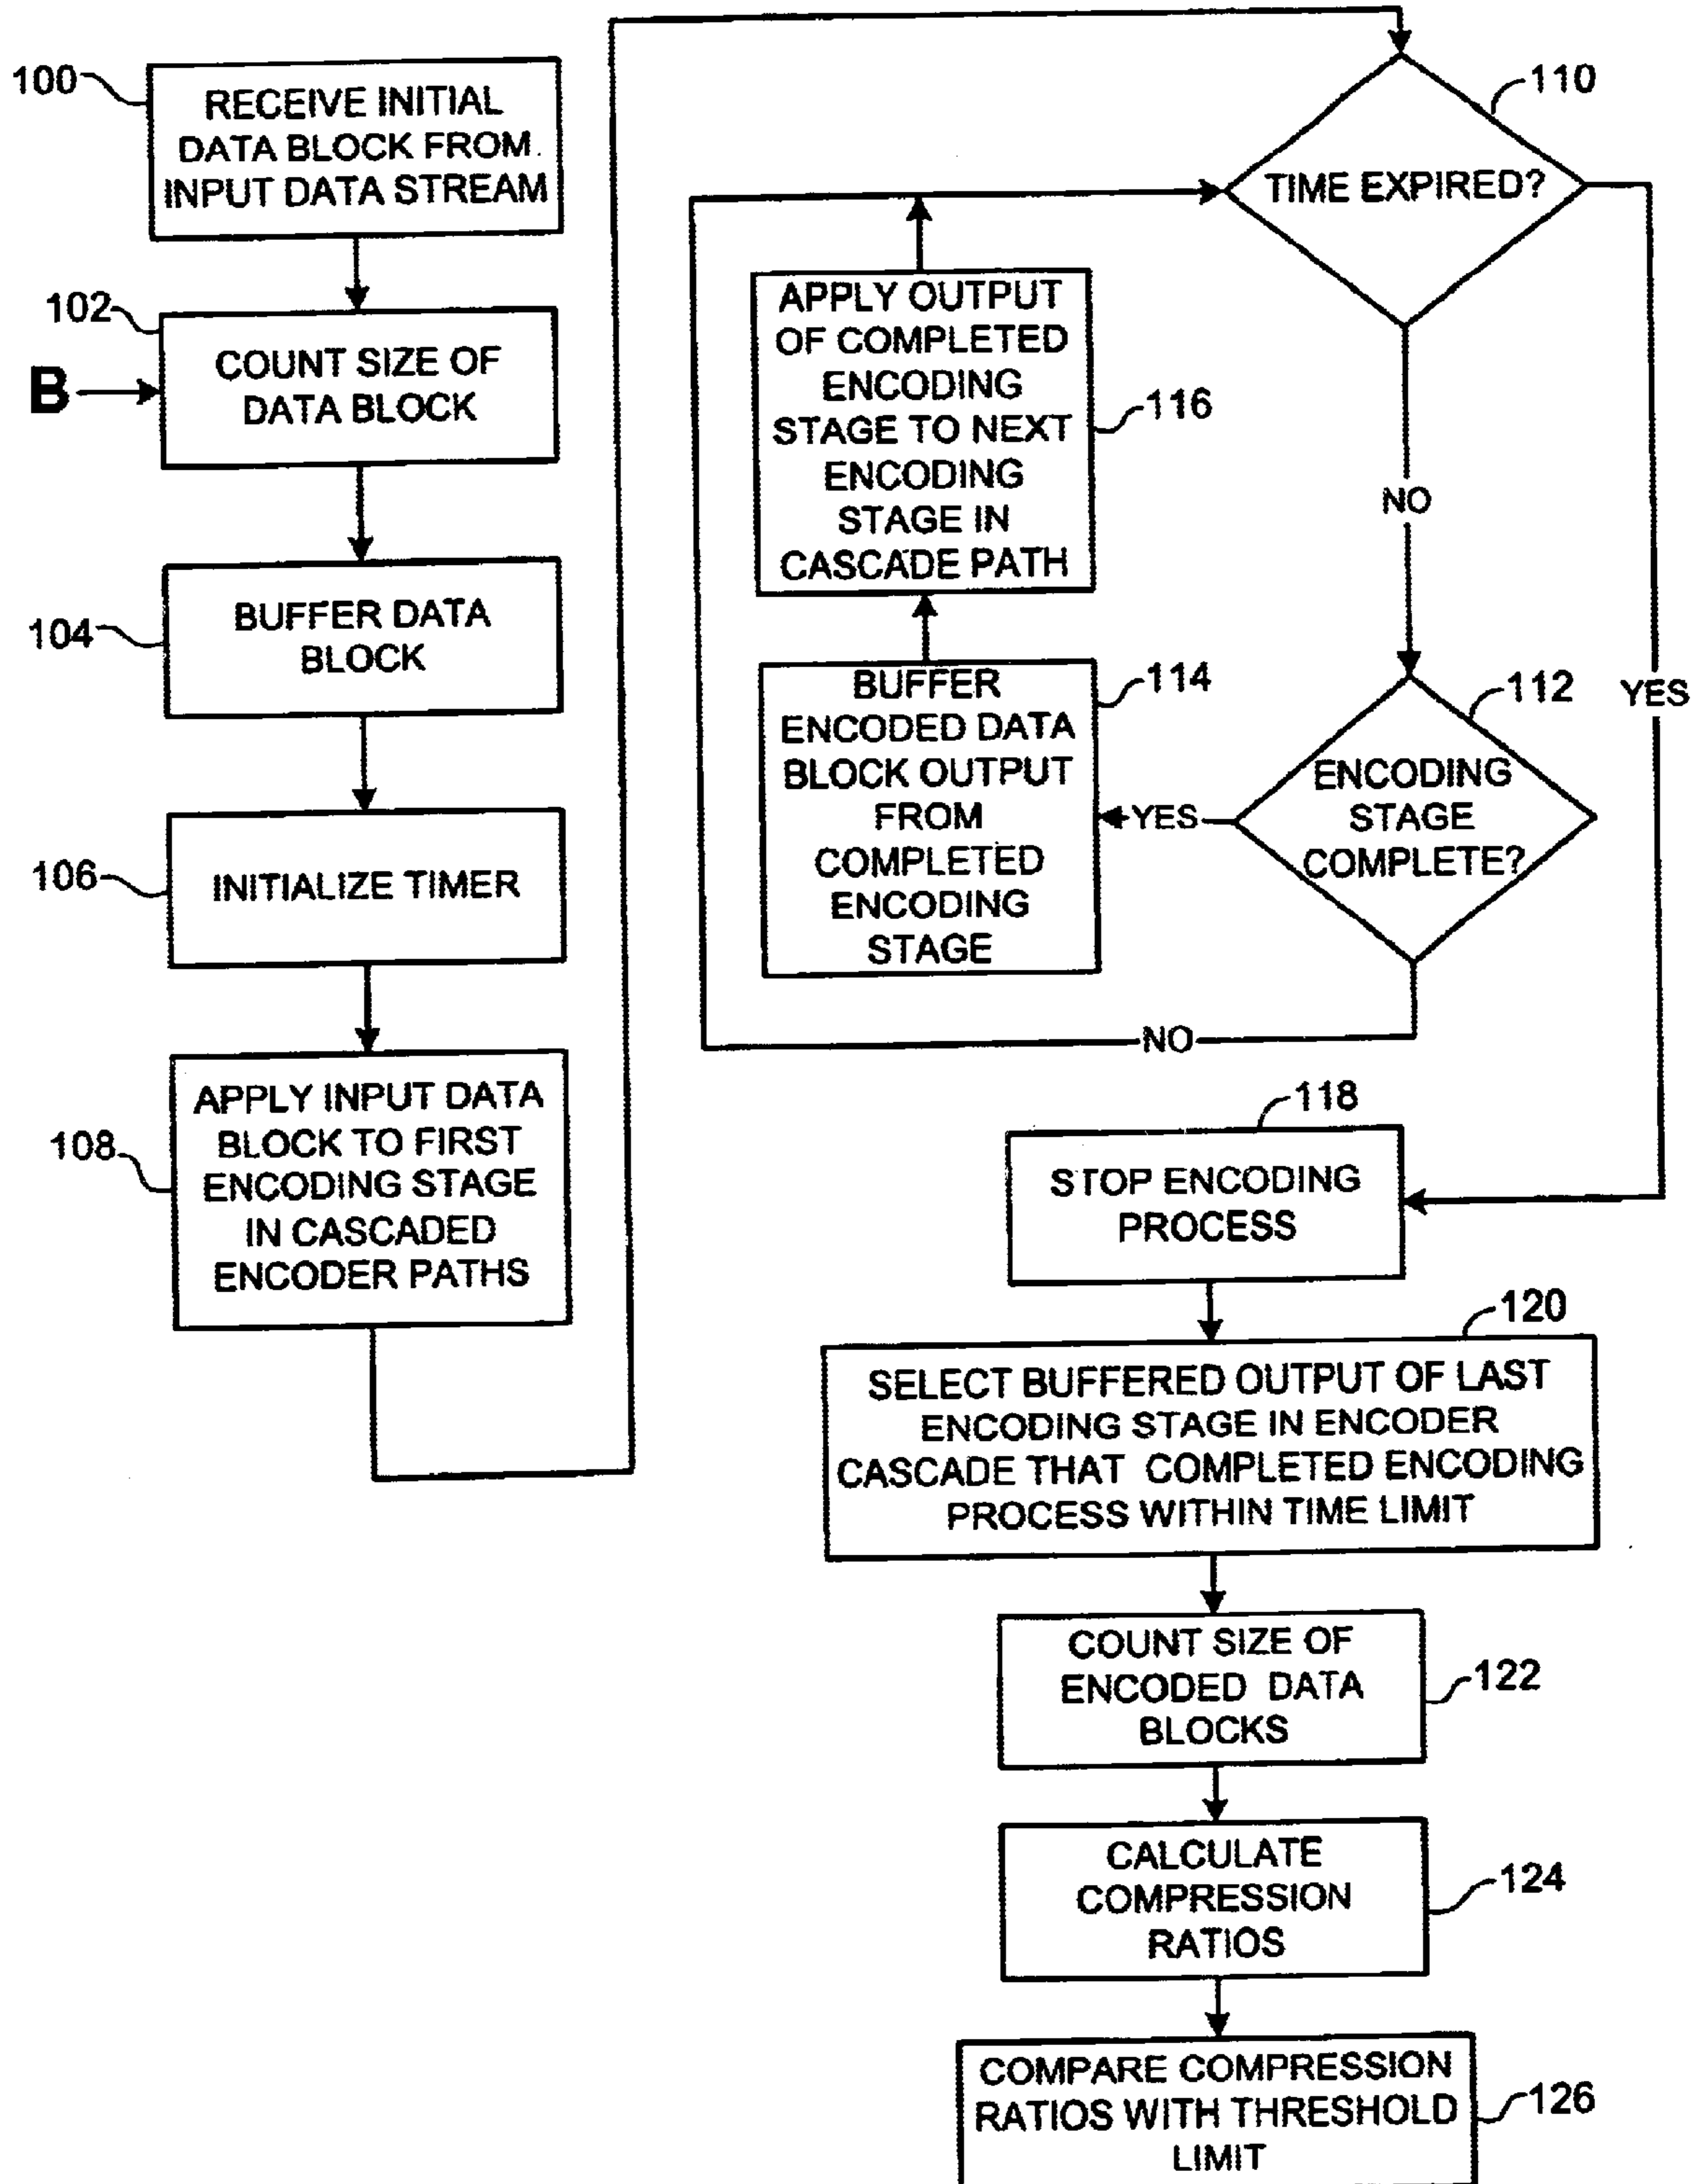 100
RECEIVE INITIAL
DATA BLOCK FROM
INPUT DATA STREAM
102
B
COUNT SIZE OF
DATA BLOCK
104
BUFFER DATA
BLOCK
106
INITIALIZE TIMER
108
APPLY INPUT DATA
BLOCK TO FIRST
ENCODING STAGE
IN CASCADED
ENCODER PATHS
110
TIME EXPIRED?
NO
YES
112
ENCODING
STAGE
COMPLETE?
YES
NO
114
BUFFER
ENCODED DATA
BLOCK OUTPUT
FROM
COMPLETED
ENCODING
STAGE
116
APPLY OUTPUT
OF COMPLETED
ENCODING
STAGE TO NEXT
ENCODING
STAGE IN
CASCADE PATH
118
STOP ENCODING
PROCESS
120
SELECT BUFFERED OUTPUT OF LAST
ENCODING STAGE IN ENCODER
CASCADE THAT COMPLETED ENCODING
PROCESS WITHIN TIME LIMIT
122
COUNT SIZE OF
ENCODED DATA
BLOCKS
124
CALCULATE
COMPRESSION
RATIOS
126
COMPARE COMPRESSION
RATIOS WITH THRESHOLD
LIMIT